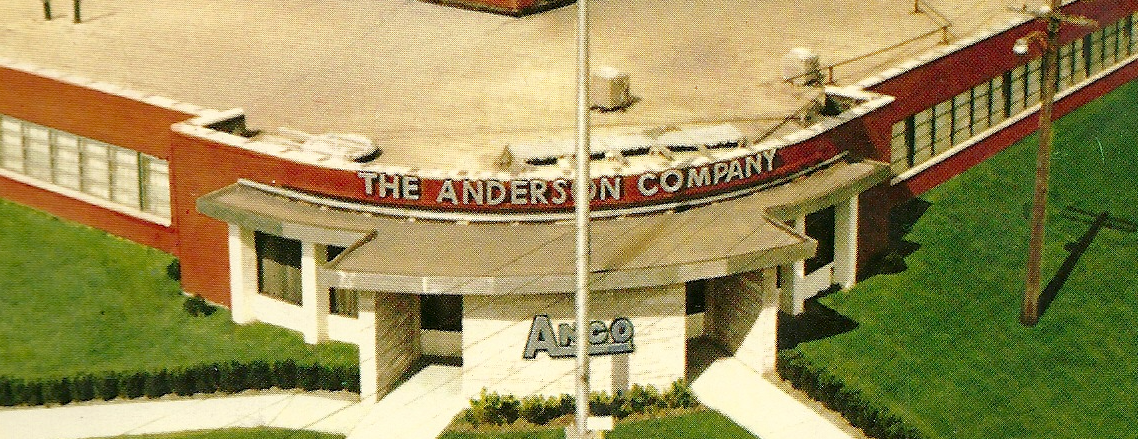 THE ANDERSON COMPANY
ANCO